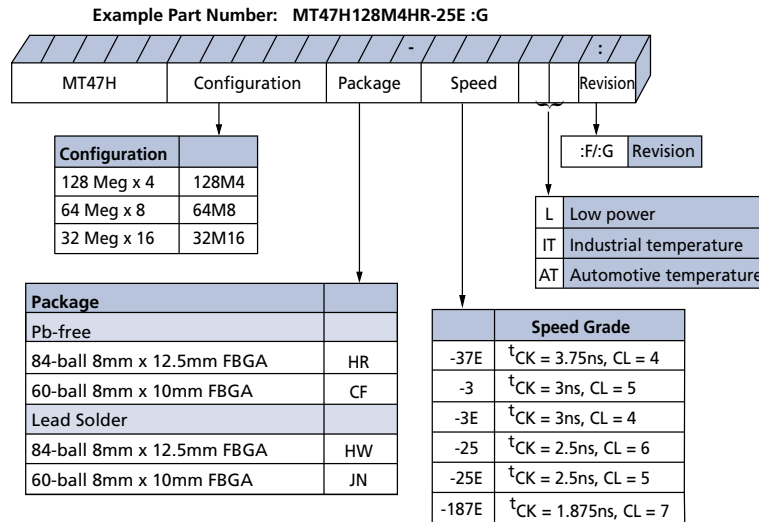 Example Part Number: MT47H128M4HR-25E :G
- :
MT47H Configuration Package Speed Revision
:F/:G Revision
Configuration
128 Meg x 4 128M4
64 Meg x 8 64M8
32 Meg x 16 32M16
L Low power
IT Industrial temperature
AT Automotive temperature
Package
Pb-free
84-ball 8mm x 12.5mm FBGA HR
60-ball 8mm x 10mm FBGA CF
Lead Solder
84-ball 8mm x 12.5mm FBGA HW
60-ball 8mm x 10mm FBGA JN
Speed Grade
-37E tCK = 3.75ns, CL = 4
-3 tCK = 3ns, CL = 5
-3E tCK = 3ns, CL = 4
-25 tCK = 2.5ns, CL = 6
-25E tCK = 2.5ns, CL = 5
-187E tCK = 1.875ns, CL = 7